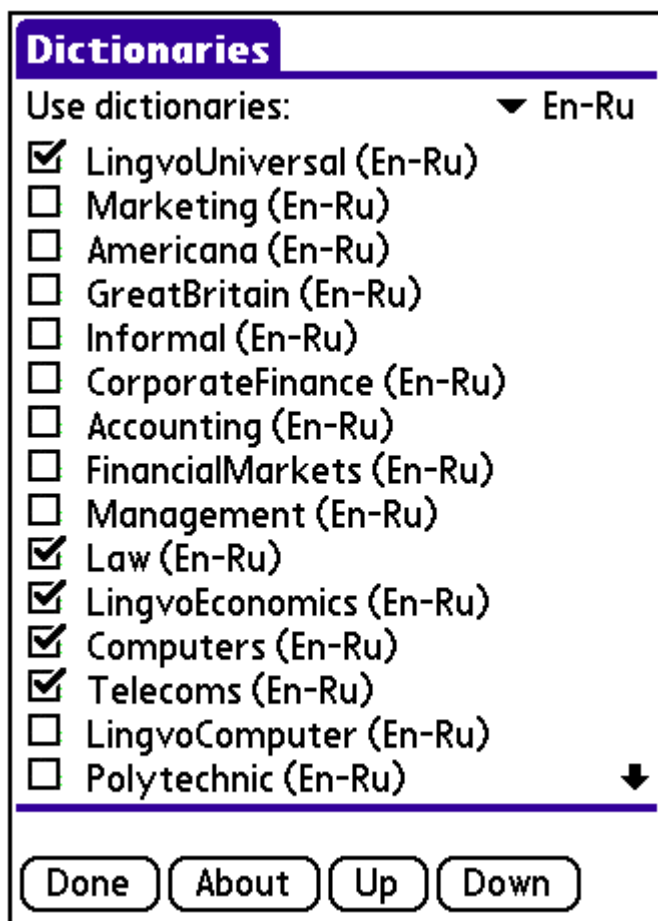 Dictionaries
Use dictionaries: En-Ru
LingvoUniversal (En-Ru)
Marketing (En-Ru)
Americana (En-Ru)
GreatBritain (En-Ru)
Informal (En-Ru)
CorporateFinance (En-Ru)
Accounting (En-Ru)
FinancialMarkets (En-Ru)
Management (En-Ru)
Law (En-Ru)
LingvoEconomics (En-Ru)
Computers (En-Ru)
Telecoms (En-Ru)
LingvoComputer (En-Ru)
Polytechnic (En-Ru)
Done About Up Down